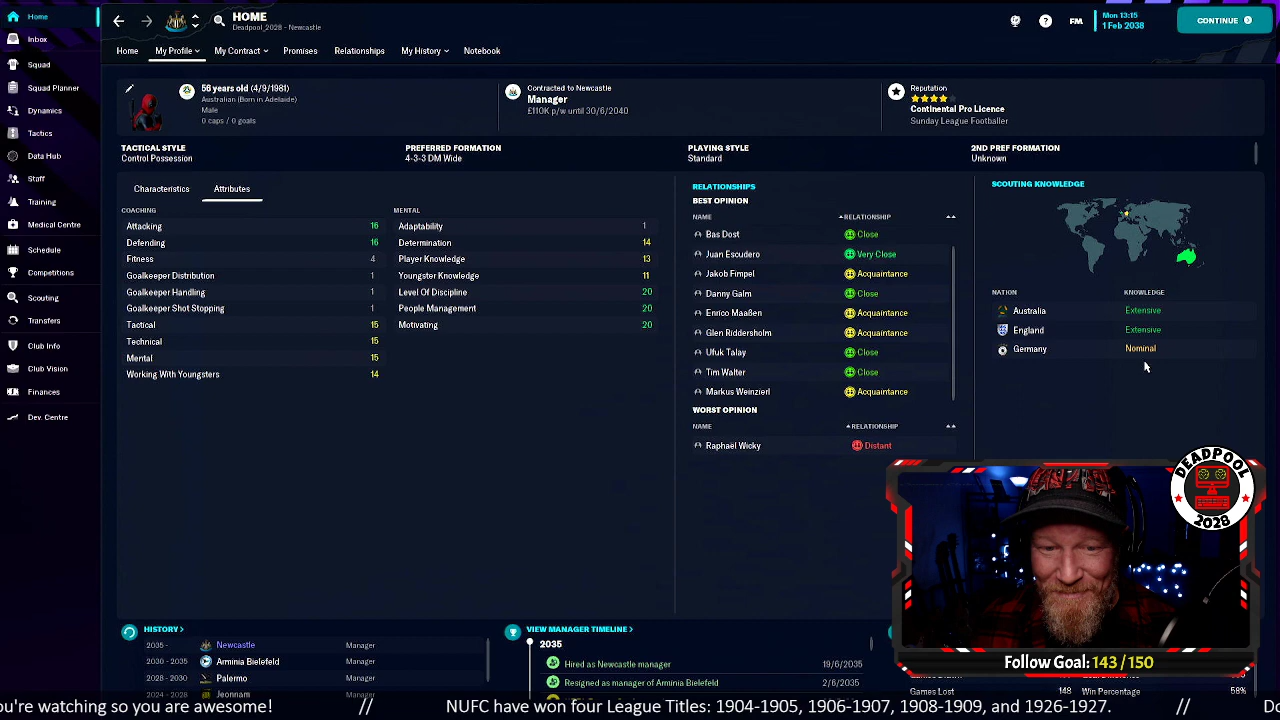 Home
Inbox
Squad
Squad Planner
Dynamics
Tactics
Data Hub
Staff
Training
Medical Centre
Schedule
Competitions
Scouting
Transfers
Club Info
Club Vision
Finances
Dev. Centre
HOME
Deadpool_2028 - Newcastle
FM
Mon 13:15
1 Feb 2038
CONTINUE
Home My Profile My Contract Promises Relationships My History Notebook
56 years old (4/9/1981)
Australian (Born in Adelaide)
Male
0 caps / 0 goals
Contracted to Newcastle
Manager
£110K p/w until 30/6/2040
Reputation
Continental Pro Licence
Sunday League Footballer
TACTICAL STYLE
Control Possession
PREFERRED FORMATION
4-3-3 DM Wide
PLAYING STYLE
Standard
2ND PREF FORMATION
Unknown
Characteristics Attributes
COACHING
Attacking 16
Defending 16
Fitness 4
Goalkeeper Distribution 1
Goalkeeper Handling 1
Goalkeeper Shot Stopping 1
Tactical 15
Technical 15
Mental 15
Working With Youngsters 14
MENTAL
Adaptability 1
Determination 14
Player Knowledge 13
Youngster Knowledge 11
Level Of Discipline 20
People Management 20
Motivating 20
RELATIONSHIPS
BEST OPINION
NAME RELATIONSHIP
Bas Dost Close
Juan Escudero Very Close
Jakob Fimpel Acquaintance
Danny Galm Close
Enrico Maaßen Acquaintance
Glen Riddersholm Acquaintance
Ufuk Talay Close
Tim Walter Close
Markus Weinzierl Acquaintance
WORST OPINION
NAME RELATIONSHIP
Raphaël Wicky Distant
SCOUTING KNOWLEDGE
NATION KNOWLEDGE
Australia Extensive
England Extensive
Germany Nominal
DEADPOOL
2028
Follow Goal: 143 / 150
HISTORY >
2035 - Newcastle Manager
2030 - 2035 Arminia Bielefeld Manager
2028 - 2030 Palermo Manager
2024 - 2028 Jeonnam Manager
VIEW MANAGER TIMELINE >
2035
Hired as Newcastle manager 19/6/2035
Resigned as manager of Arminia Bielefeld 2/6/2035
Games Lost 148 Win Percentage 58%
ou're watching so you are awesome! // NUFC have won four League Titles: 1904-1905, 1906-1907, 1908-1909, and 1926-1927. // Do